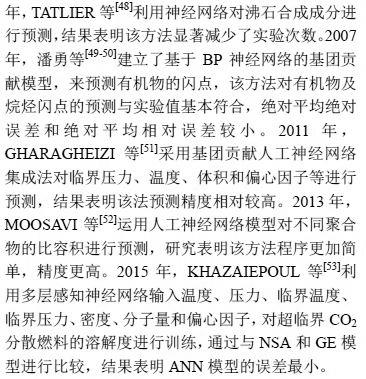 年，TATLIER 等[48]利用神经网络对沸石合成成分进
行预测，结果表明该方法显著减少了实验次数。2007
年，潘勇等[49-50]建立了基于 BP 神经网络的基团贡
献模型，来预测有机物的闪点，该方法对有机物及
烷烃闪点的预测与实验值基本符合，绝对平均绝对
误差和绝对平均相对误差较小。2011 年，
GHARAGHEIZI 等[51]采用基团贡献人工神经网络
集成法对临界压力、温度、体积和偏心因子等进行
预测，结果表明该法预测精度相对较高。2013年，
MOOSAVI 等[52]运用人工神经网络模型对不同聚合
物的比容积进行预测，研究表明该方法程序更加简
单，精度更高。2015 年，KHAZAIEPOUL 等[53]利
用多层感知神经网络输入温度、压力、临界温度、
临界压力、密度、分子量和偏心因子，对超临界 CO2
分散燃料的溶解度进行训练，通过与 NSA 和 GE 模
型进行比较，结果表明 ANN 模型的误差最小。